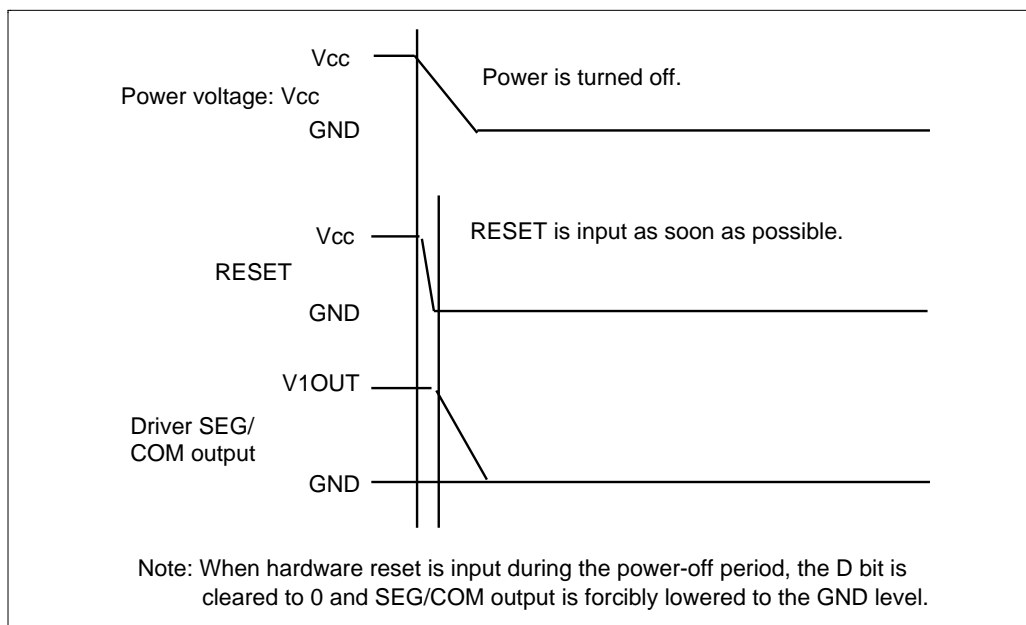 Vcc
Power is turned off.
Power voltage: Vcc
GND
Vcc
RESET is input as soon as possible.
RESET
GND
V1OUT
Driver SEG/
COM output
GND
Note: When hardware reset is input during the power-off period, the D bit is
cleared to 0 and SEG/COM output is forcibly lowered to the GND level.